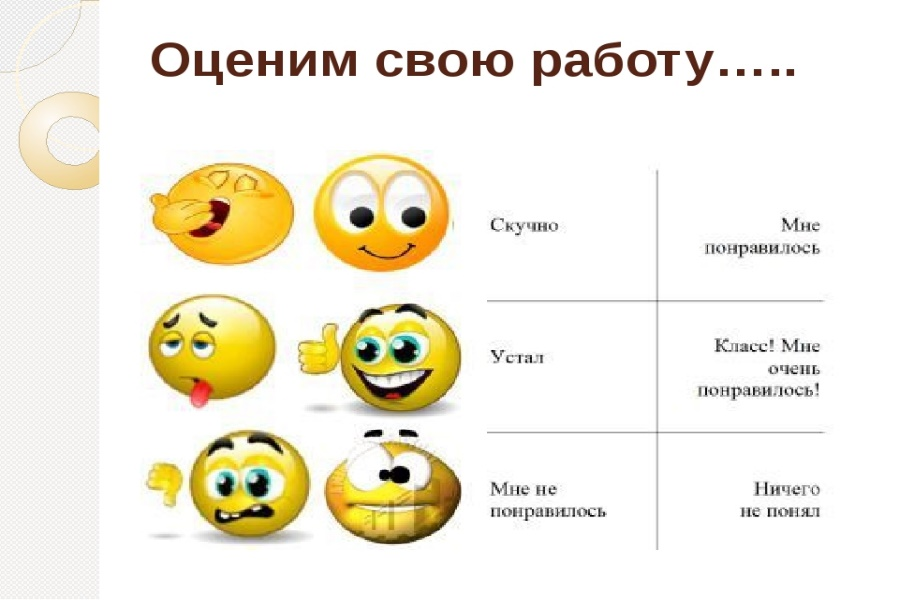 Оценим свою работу…..
Скучно
Мне
понравилось
Устал
Класс! Мне
очень
понравилось!
Мне не
понравилось
Ничего
не понял